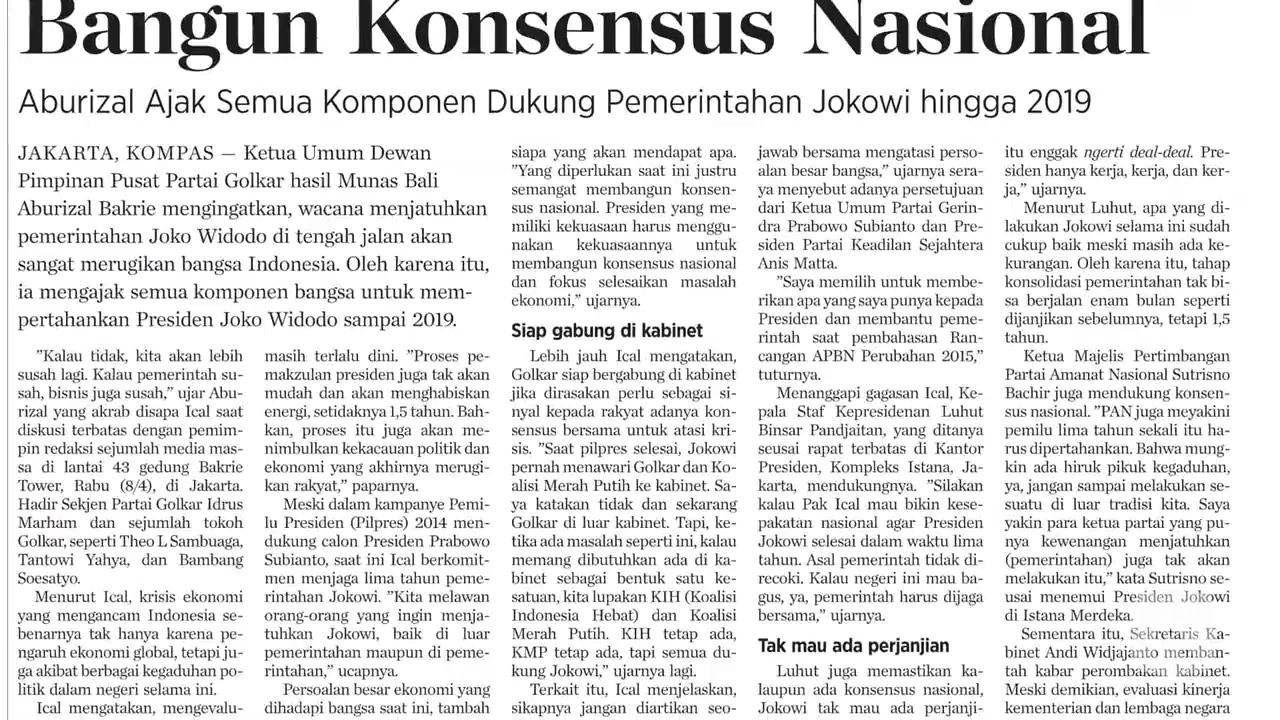 Bangun Konsensus Nasional
Aburizal Ajak Semua Komponen Dukung Pemerintahan Jokowi hingga 2019
JAKARTA, KOMPAS — Ketua Umum Dewan
Pimpinan Pusat Partai Golkar hasil Munas Bali
Aburizal Bakrie mengingatkan, wacana menjatuhkan
pemerintahan Joko Widodo di tengah jalan akan
sangat merugikan bangsa Indonesia. Oleh karena itu,
ia mengajak semua komponen bangsa untuk mem-
pertahankan Presiden Joko Widodo sampai 2019.
”Kalau tidak, kita akan lebih
susah lagi. Kalau pemerintah su-
sah, bisnis juga susah,” ujar Abu-
rizal yang akrab disapa Ical saat
diskusi terbatas dengan pemim-
pin redaksi sejumlah media mas-
sa di lantai 43 gedung Bakrie
Tower, Rabu (8/4), di Jakarta.
Hadir Sekjen Partai Golkar Idrus
Marham dan sejumlah tokoh
Golkar, seperti Theo L Sambuaga,
Tantowi Yahya, dan Bambang
Soesatyo.
Menurut Ical, krisis ekonomi
yang mengancam Indonesia se-
benarnya tak hanya karena pe-
ngaruh ekonomi global, tetapi ju-
ga akibat berbagai kegaduhan po-
litik dalam negeri selama ini.
Ical mengatakan, mengevalu-
masih terlalu dini. ”Proses pe-
makzulan presiden juga tak akan
mudah dan akan menghabiskan
energi, setidaknya 1,5 tahun. Bah-
kan, proses itu juga akan me-
nimbulkan kekacauan politik dan
ekonomi yang akhirnya merugi-
kan rakyat,” paparnya.
Meski dalam kampanye Pemi-
lu Presiden (Pilpres) 2014 men-
dukung calon Presiden Prabowo
Subianto, saat ini Ical berkomit-
men menjaga lima tahun peme-
rintahan Jokowi. ”Kita melawan
orang-orang yang ingin menja-
tuhkan Jokowi, baik di luar
pemerintahan maupun di peme-
rintahan,” ucapnya.
Persoalan besar ekonomi yang
dihadapi bangsa saat ini, tambah
siapa yang akan mendapat apa.
”Yang diperlukan saat ini justru
semangat membangun konsen-
sus nasional. Presiden yang me-
miliki kekuasaan harus menggu-
nakan kekuasaannya untuk
membangun konsensus nasional
dan fokus selesaikan masalah
ekonomi,” ujarnya.
Siap gabung di kabinet
Lebih jauh Ical mengatakan,
Golkar siap bergabung di kabinet
jika dirasakan perlu sebagai si-
nyal kepada rakyat adanya kon-
sensus bersama untuk atasi kri-
sis. ”Saat pilpres selesai, Jokowi
pernah menawari Golkar dan Ko-
alisi Merah Putih ke kabinet. Sa-
ya katakan tidak dan sekarang
Golkar di luar kabinet. Tapi, ke-
tika ada masalah seperti ini, kalau
memang dibutuhkan ada di ka-
binet sebagai bentuk satu ke-
satuan, kita lupakan KIH (Koalisi
Indonesia Hebat) dan Koalisi
Merah Putih. KIH tetap ada,
KMP tetap ada, tapi semua du-
kung Jokowi,” ujarnya lagi.
Terkait itu, Ical menjelaskan,
sikapnya jangan diartikan seo-
jawab bersama mengatasi perso-
alan besar bangsa,” ujarnya sera-
ya menyebut adanya persetujuan
dari Ketua Umum Partai Gerin-
dra Prabowo Subianto dan Pre-
siden Partai Keadilan Sejahtera
Anis Matta.
”Saya memilih untuk membe-
rikan apa yang saya punya kepada
Presiden dan membantu peme-
rintah saat pembahasan Ran-
cangan APBN Perubahan 2015,”
tuturnya.
Menanggapi gagasan Ical, Ke-
pala Staf Kepresidenan Luhut
Binsar Pandjaitan, yang ditanya
seusai rapat terbatas di Kantor
Presiden, Kompleks Istana, Ja-
karta, mendukungnya. ”Silakan
kalau Pak Ical mau bikin kese-
pakatan nasional agar Presiden
Jokowi selesai dalam waktu lima
tahun. Asal pemerintah tidak di-
recoki. Kalau negeri ini mau ba-
gus, ya, pemerintah harus dijaga
bersama,” ujarnya.
Tak mau ada perjanjian
Luhut juga memastikan ka-
laupun ada konsensus nasional,
Jokowi tak mau ada perjanji-
itu enggak ngerti deal-deal. Pre-
siden hanya kerja, kerja, dan ker-
ja,” ujarnya.
Menurut Luhut, apa yang di-
lakukan Jokowi selama ini sudah
cukup baik meski masih ada ke-
kurangan. Oleh karena itu, tahap
konsolidasi pemerintahan tak bi-
sa berjalan enam bulan seperti
dijanjikan sebelumnya, tetapi 1,5
tahun.
Ketua Majelis Pertimbangan
Partai Amanat Nasional Sutrisno
Bachir juga mendukung konsen-
sus nasional. ”PAN juga meyakini
pemilu lima tahun sekali itu ha-
rus dipertahankan. Bahwa mung-
kin ada hiruk pikuk kegaduhan,
ya, jangan sampai melakukan se-
suatu di luar tradisi kita. Saya
yakin para ketua partai yang pu-
nya kewenangan menjatuhkan
(pemerintahan) juga tak akan
melakukan itu,” kata Sutrisno se-
usai menemui Presiden Jokowi
di Istana Merdeka.
Sementara itu, Sekretaris Ka-
binet Andi Widjajanto memban-
tah kabar perombakan kabinet.
Meski demikian, evaluasi kinerja
kementerian dan lembaga negara